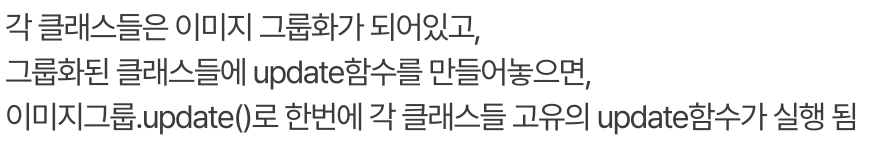 각 클래스들은 이미지 그룹화가 되어있고,
그룹화된 클래스들에 update함수를 만들어놓으면,
이미지그룹.update()로 한번에 각 클래스들 고유의 update함수가 실행 됨